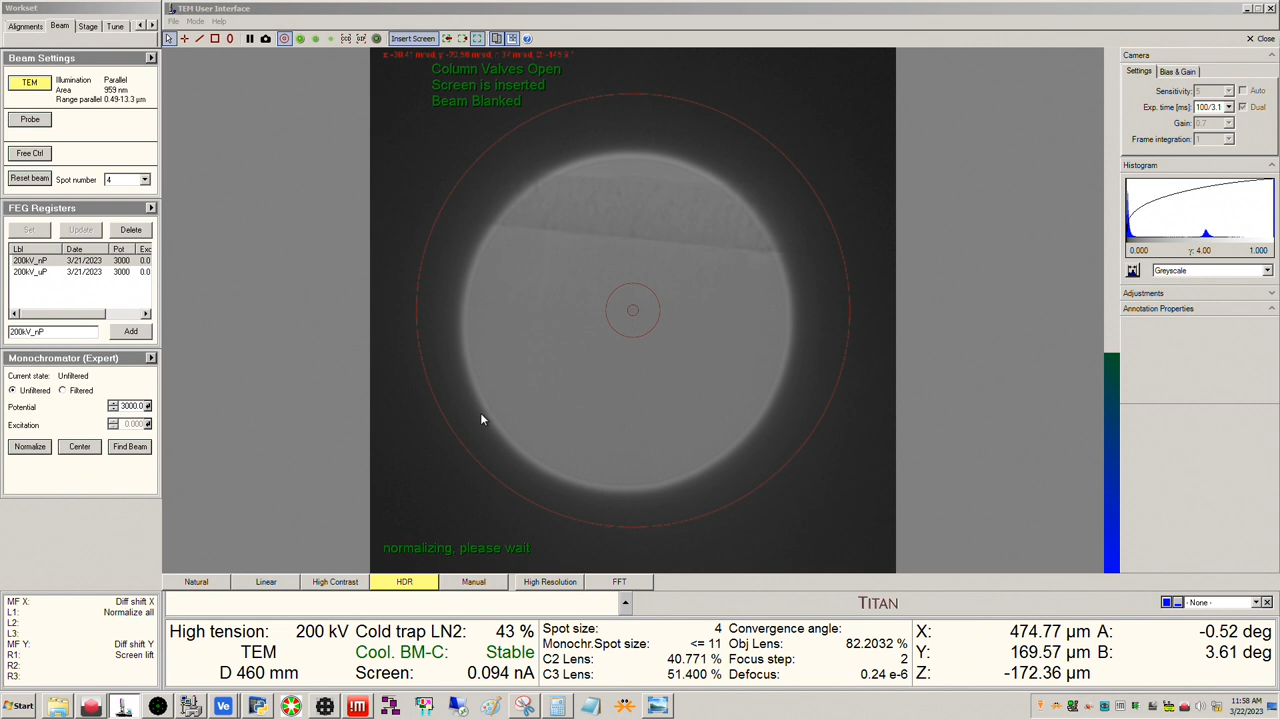 Workset
TEM User Interface
File Move Help
Alignments Beam Stage Tune
Insert Screen
Close
Column Valves Open
Screen is inserted
Beam Blanked
normalizing, please wait
Beam Settings
TEM
Illumination Parallel
Area 959 nm
Range parallel 0.49-13.3 µm
Probe
Free Ctrl
Reset beam
Spot number 4
FEG Registers
Set Update Delete
Lbl Date Pot Exc
200kV_nP 3/21/2023 3000 0.0
200kV_uP 3/21/2023 3000 0.0
200kV_nP Add
Monochromator (Expert)
Current state: Unfiltered
Unfiltered Filtered
Potential 3000.0
Excitation 0.000
Normalize Center Find Beam
Camera
Settings Bias & Gain
Sensitivity: 5 Auto
Exp. time [ms]: 100/3.1 Dual
Gain: 0.7
Frame integration: 1
Histogram
0.000 γ: 4.00 1.000
Greyscale
Adjustments
Annotation Properties
Natural Linear High Contrast HDR Manual High Resolution FFT
TITAN
- None -
MF X: Diff shift X
L1: Normalize all
L2:
L3:
MF Y: Diff shift Y
R1: Screen lift
R2:
R3:
High tension: 200 kV
TEM
D 460 mm
Cold trap LN2: 43 %
Cool. BM-C: Stable
Screen: 0.094 nA
Spot size: 4
Monochr.Spot size: <= 11
C2 Lens: 40.771 %
C3 Lens: 51.400 %
Convergence angle:
Obj Lens: 82.2032 %
Focus step: 2
Defocus: 0.24 e-6
X: 474.77 µm
Y: 169.57 µm
Z: -172.36 µm
A: -0.52 deg
B: 3.61 deg
Start
Ve
11:58 AM
3/22/2023